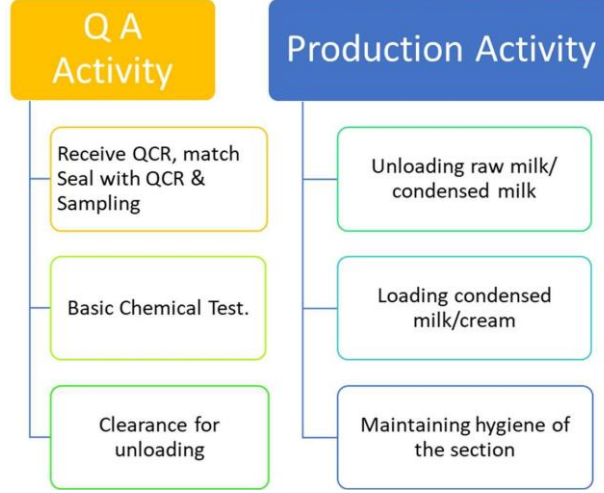 Q A
Activity
Receive QCR, match
Seal with QCR &
Sampling
Basic Chemical Test.
Clearance for
unloading
Production Activity
Unloading raw milk/
condensed milk
Loading condensed
milk/cream
Maintaining hygiene of
the section